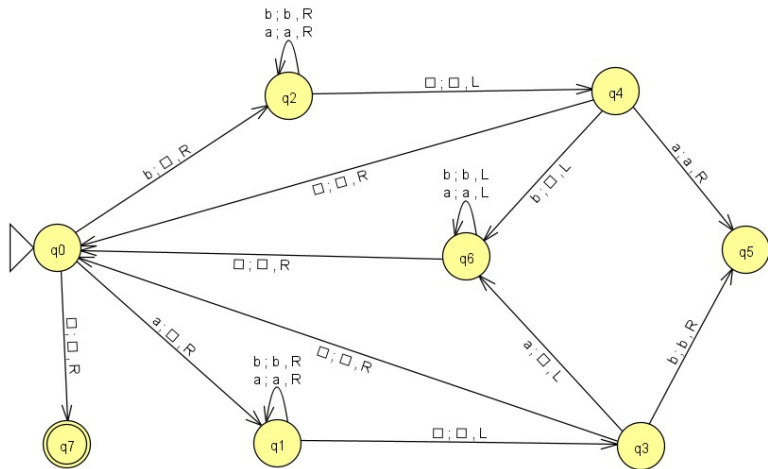 b ; b , R
a ; a , R
q2
□ ; □ , L
q4
b ; □ , R
□ ; □ , R
b ; □ , L
a ; a , R
b ; b , L
a ; a , L
q0
q6
q5
□ ; □ , R
□ ; □ , R
a ; □ , R
□ ; □ , R
a ; □ , L
b ; b , R
b ; b , R
a ; a , R
q7
q1
□ ; □ , L
q3